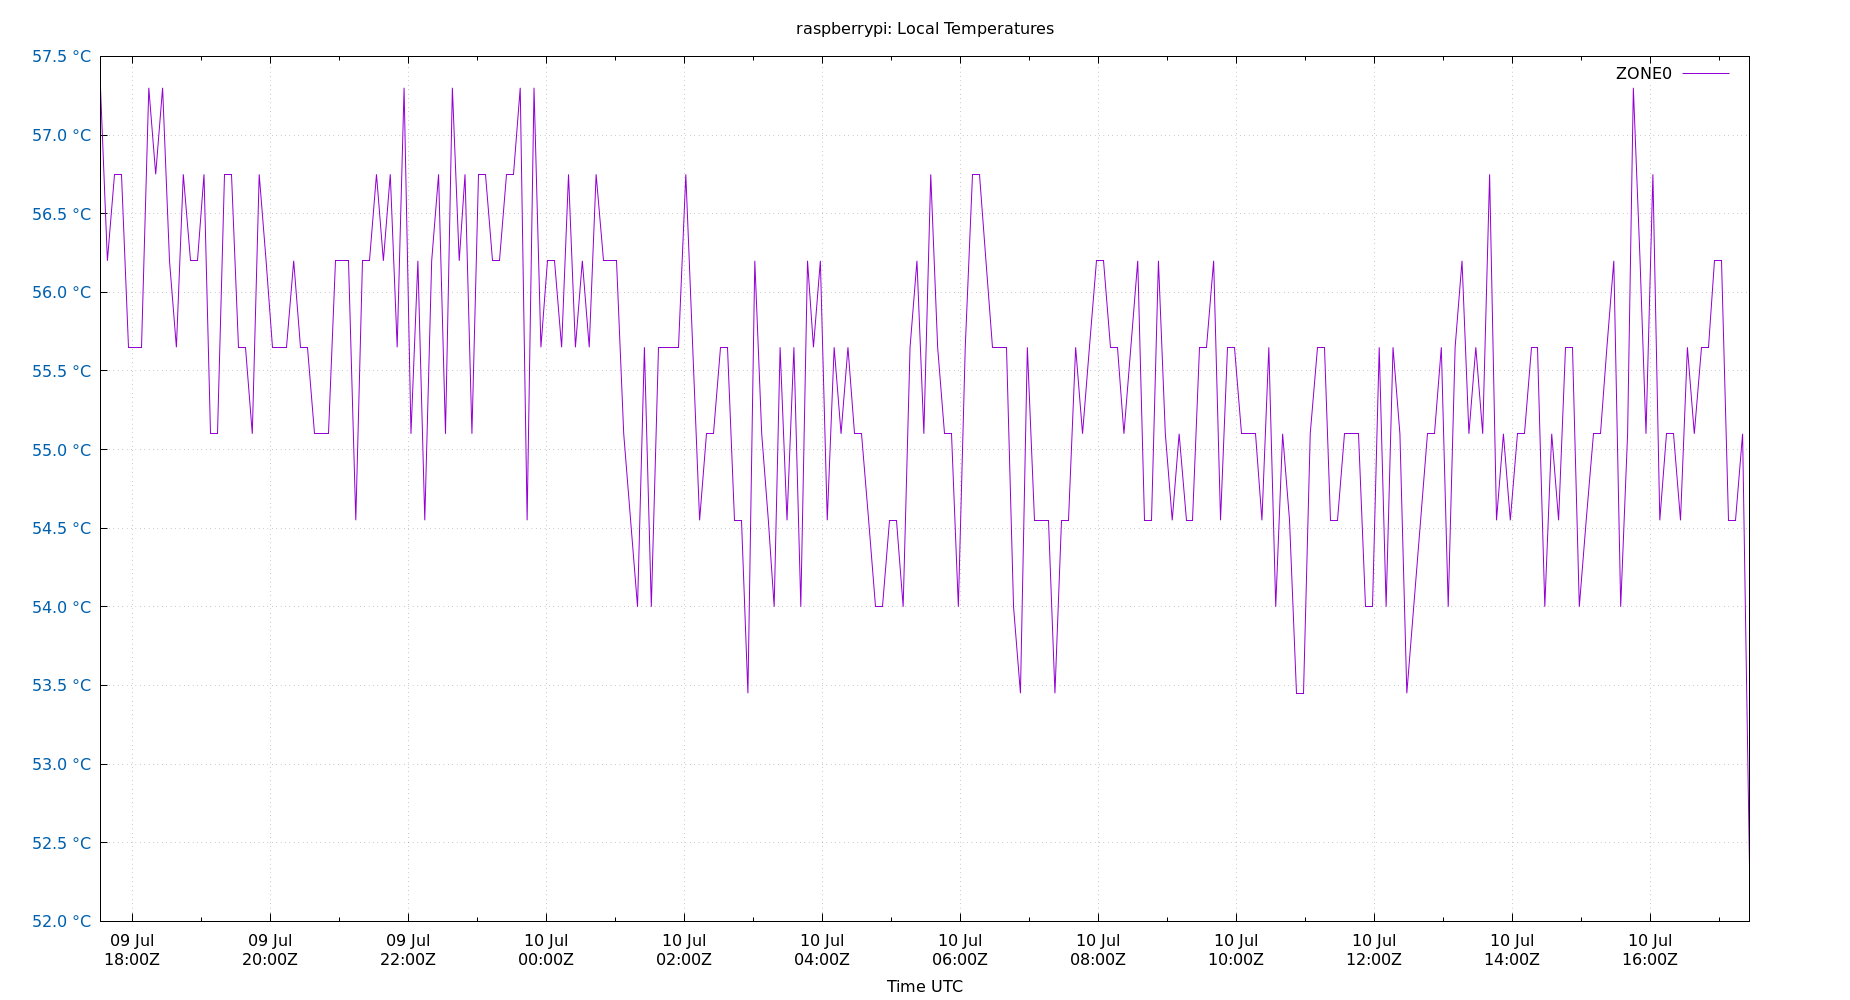 raspberrypi: Local Temperatures
57.5 °C
ZONE0
57.0 °C
56.5 °C
56.0 °C
55.5 °C
55.0 °C
54.5 °C
54.0 °C
53.5 °C
53.0 °C
52.5 °C
52.0 °C
09 Jul 09 Jul 09 Jul 10 Jul 10 Jul 10 Jul 10 Jul 10 Jul 10 Jul 10 Jul 10 Jul 10 Jul
18:00Z 20:00Z 22:00Z 00:00Z 02:00Z 04:00Z 06:00Z 08:00Z 10:00Z 12:00Z 14:00Z 16:00Z
Time UTC